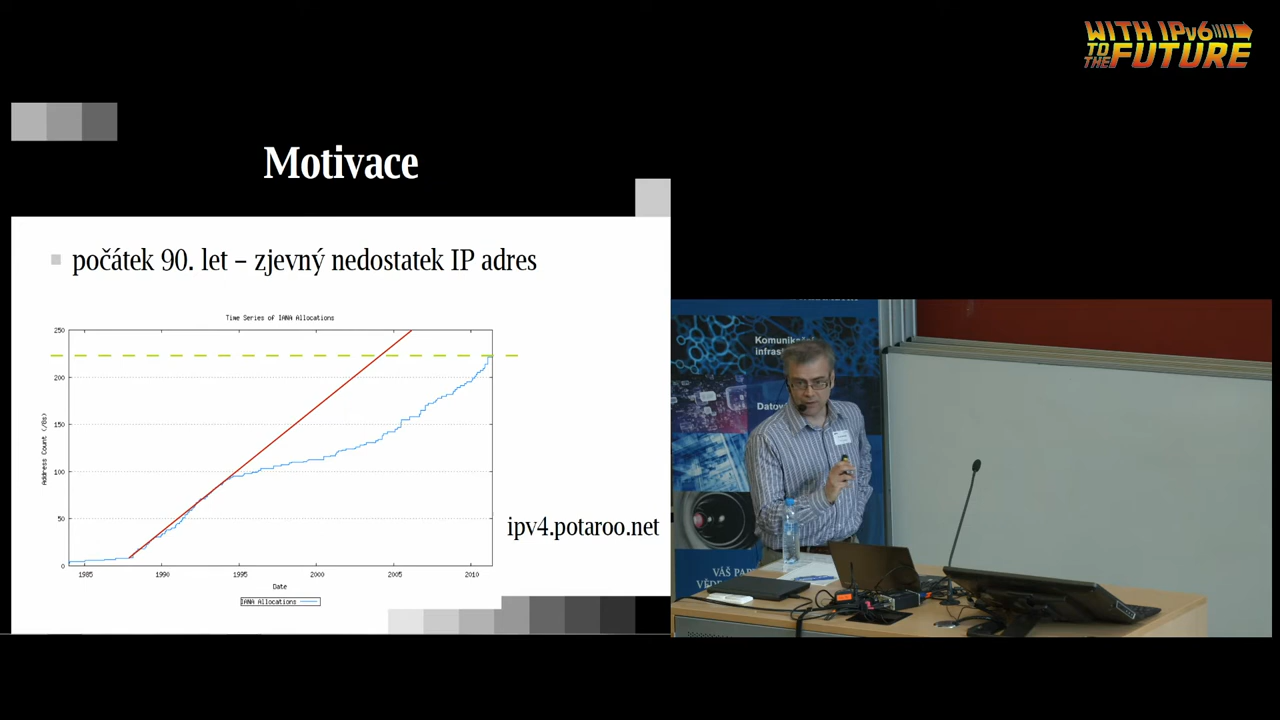 WITH IPv6
TO THE FUTURE
Motivace
počátek 90. let – zjevný nedostatek IP adres
Time Series of IANA Allocations
250
200
150
100
50
0
Address Count (/8s)
1985 1990 1995 2000 2005 2010
Date
IANA Allocations
ipv4.potaroo.net
Komunikační
infrast
Datov
VÁŠ PAR
VĚDE